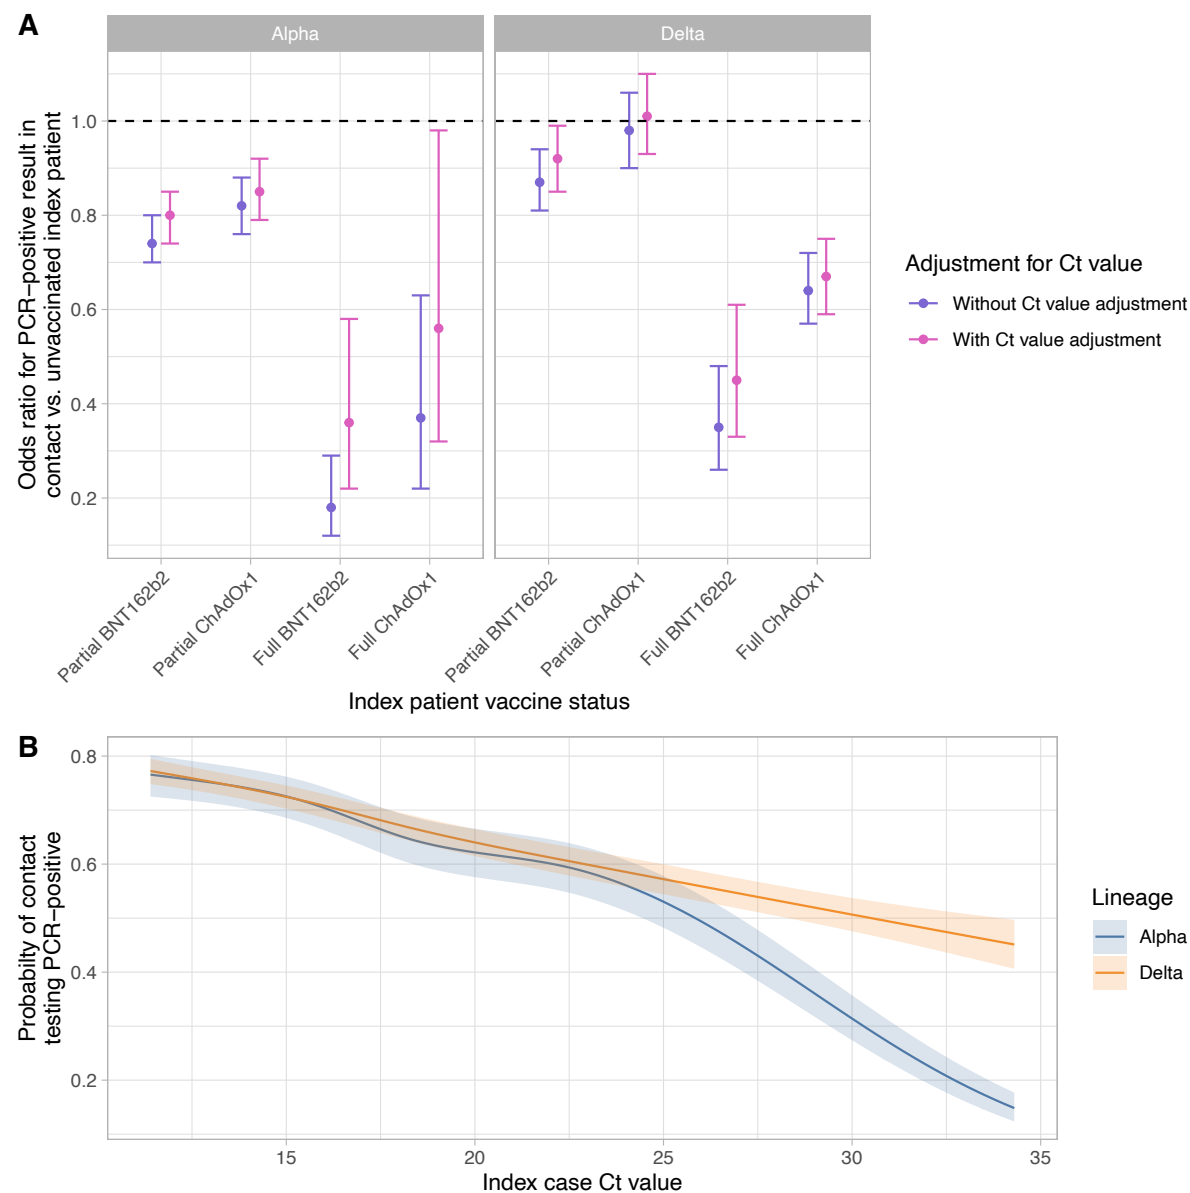 A
Alpha
Delta
Odds ratio for PCR−positive result in
contact vs. unvaccinated index patient
1.0
0.8
0.6
0.4
0.2
Partial BNT162b2
Partial ChAdOx1
Full BNT162b2
Full ChAdOx1
Partial BNT162b2
Partial ChAdOx1
Full BNT162b2
Full ChAdOx1
Index patient vaccine status
Adjustment for Ct value
Without Ct value adjustment
With Ct value adjustment
B
Probabilty of contact
testing PCR−positive
0.8
0.6
0.4
0.2
15
20
25
30
35
Index case Ct value
Lineage
Alpha
Delta